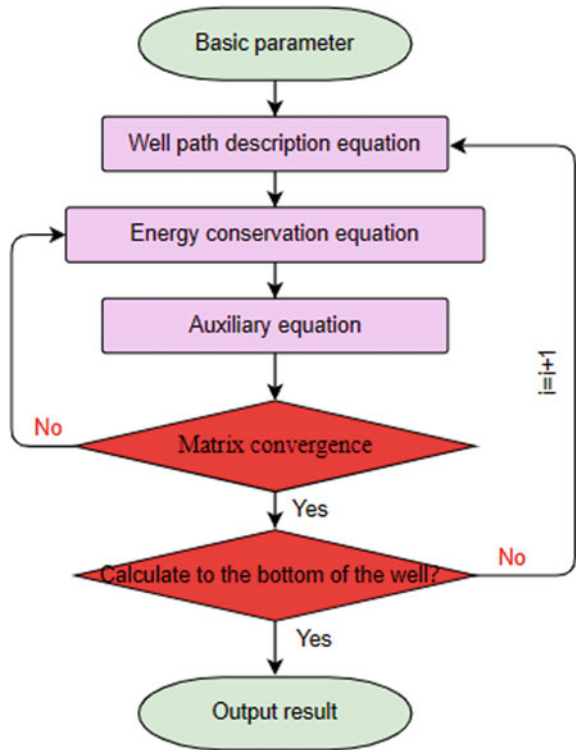 Basic parameter
Well path description equation
Energy conservation equation
Auxiliary equation
i=i+1
No
Matrix convergence
Yes
Calculate to the bottom of the well?
No
Yes
Output result